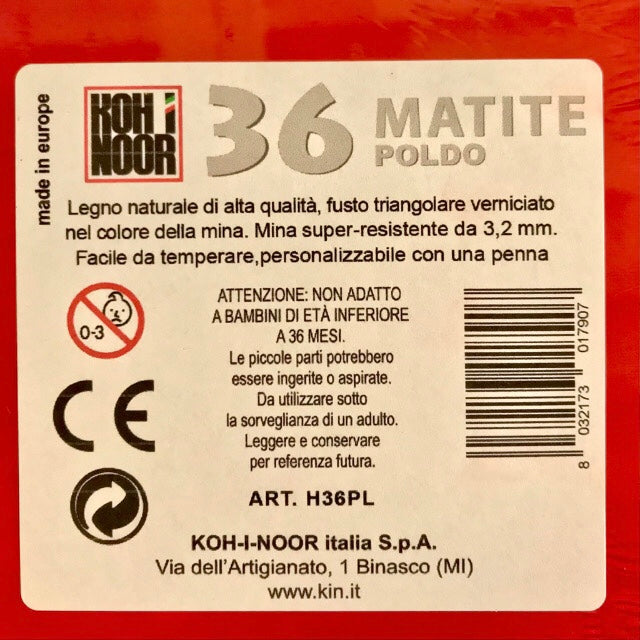 made in europe
KOH i
NOOR
36
MATITE
POLDO
Legno naturale di alta qualità, fusto triangolare verniciato
nel colore della mina. Mina super-resistente da 3,2 mm.
Facile da temperare,personalizzabile con una penna
0-3
ATTENZIONE: NON ADATTO
A BAMBINI DI ETÀ INFERIORE
A 36 MESI.
Le piccole parti potrebbero
essere ingerite o aspirate.
Da utilizzare sotto
la sorveglianza di un adulto.
Leggere e conservare
per referenza futura.
CE
8 032173 017907
ART. H36PL
KOH-I-NOOR italia S.p.A.
Via dell'Artigianato, 1 Binasco (MI)
www.kin.it